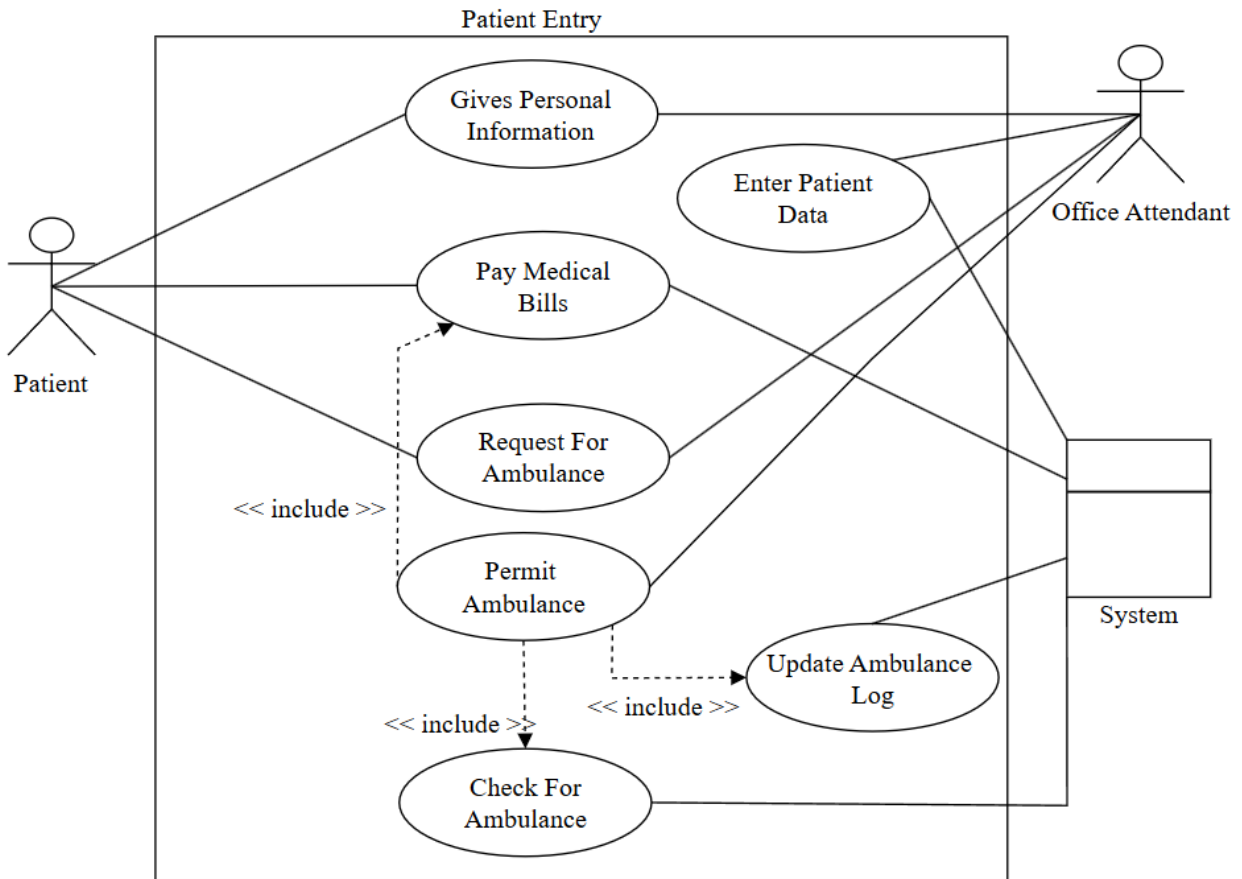 Patient Entry
Gives Personal
Information
Enter Patient
Data
Office Attendant
Pay Medical
Bills
Patient
Request For
Ambulance
<< include >>
Permit
Ambulance
System
Update Ambulance
Log
<< include >>
<< include >>
Check For
Ambulance